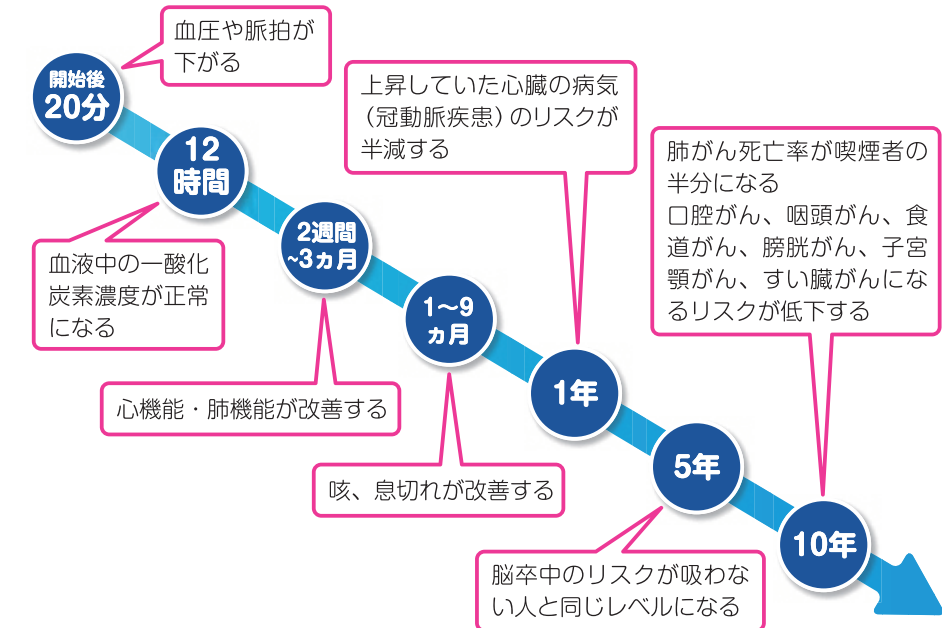 開始後
20分
血圧や脈拍が
下がる
12
時間
血液中の一酸化
炭素濃度が正常
になる
2週間
~3ヵ月
心機能・肺機能が改善する
1〜9
ヵ月
咳、息切れが改善する
1年
上昇していた心臓の病気
（冠動脈疾患）のリスクが
半減する
5年
脳卒中のリスクが吸わな
い人と同じレベルになる
10年
肺がん死亡率が喫煙者の
半分になる
口腔がん、咽頭がん、食
道がん、膀胱がん、子宮
顎がん、すい臓がんにな
るリスクが低下する